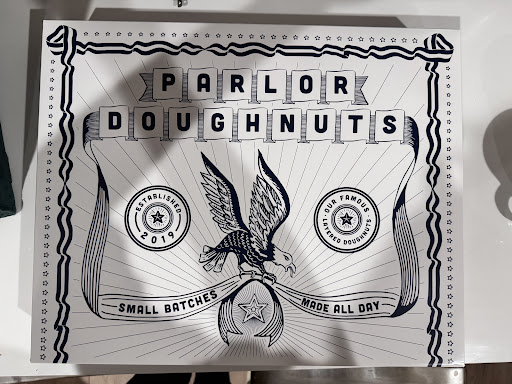 PARLOR
DOUGHNUTS
ESTABLISHED
2019
OUR FAMOUS
LAYERED DOUGHNUTS
SMALL BATCHES
MADE ALL DAY